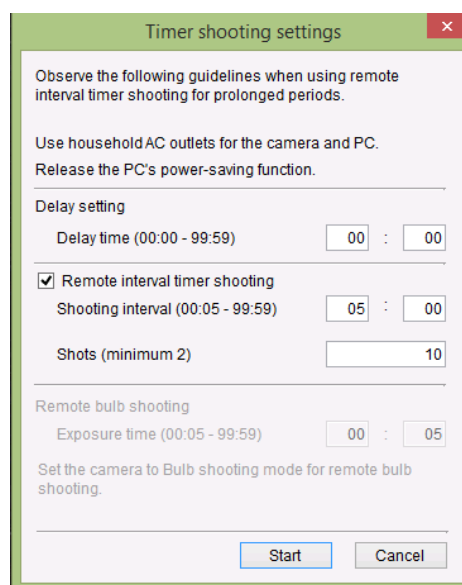 Timer shooting settings
Observe the following guidelines when using remote
interval timer shooting for prolonged periods.
Use household AC outlets for the camera and PC.
Release the PC's power-saving function.
Delay setting
Delay time (00:00 - 99:59) 00 : 00
Remote interval timer shooting
Shooting interval (00:05 - 99:59) 05 : 00
Shots (minimum 2) 10
Remote bulb shooting
Exposure time (00:05 - 99:59) 00 : 05
Set the camera to Bulb shooting mode for remote bulb
shooting.
Start Cancel